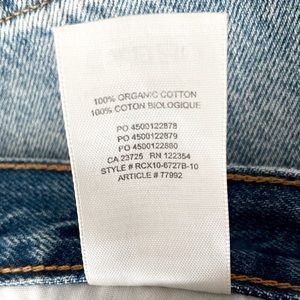 100% ORGANIC COTTON
100% COTON BIOLOGIQUE
PO 4500122878
PO 4500122879
PO 4500122880
CA 23725 RN 122354
STYLE # RCX10-6727B-10
ARTICLE # 77992